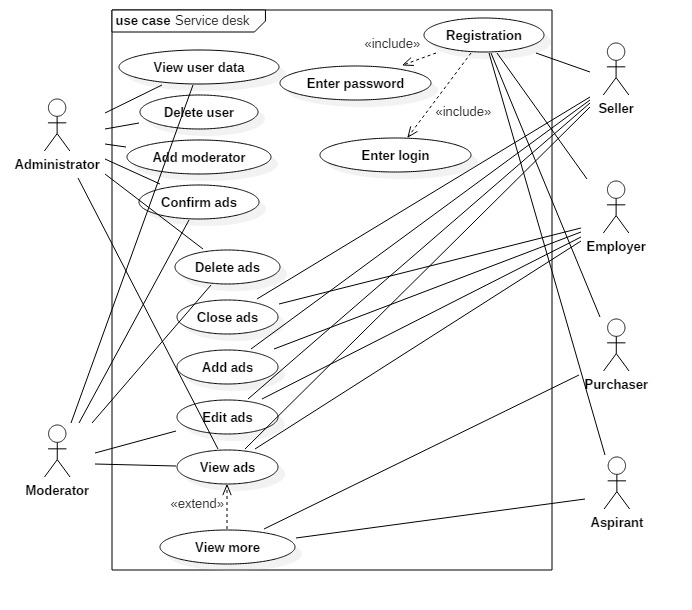 use case Service desk
Registration
«include»
View user data
Enter password
Seller
Delete user
«include»
Administrator
Add moderator
Enter login
Confirm ads
Employer
Delete ads
Close ads
Add ads
Purchaser
Edit ads
View ads
Moderator
«extend»
Aspirant
View more